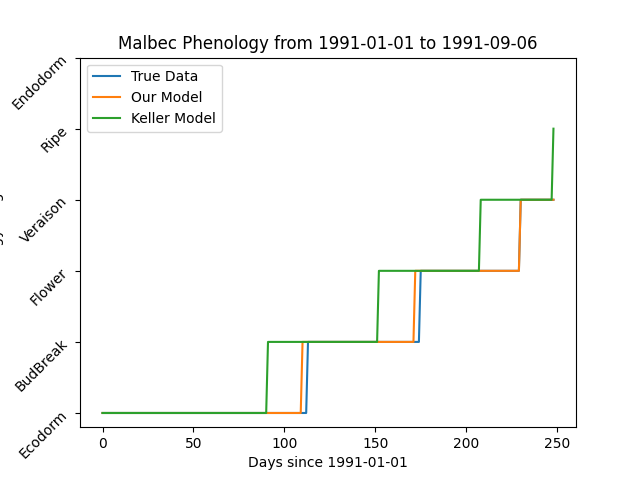 Malbec Phenology from 1991-01-01 to 1991-09-06
True Data
Our Model
Keller Model
Endodorm
Ripe
Veraison
Flower
BudBreak
Ecodorm
0 50 100 150 200 250
Days since 1991-01-01